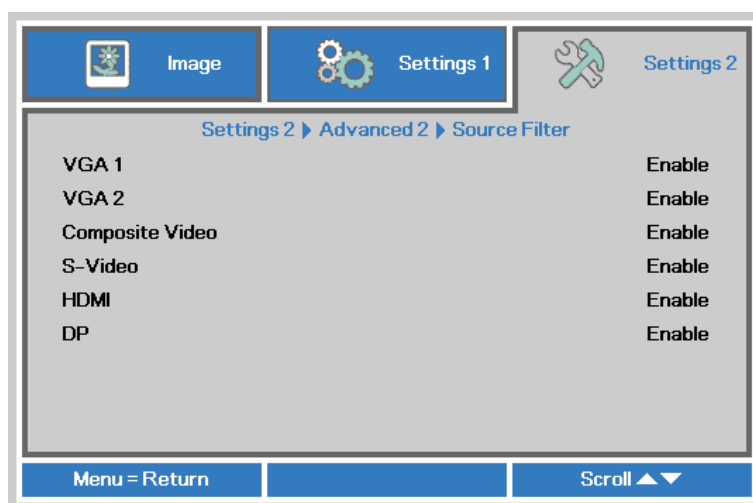 Image Settings 1 Settings 2
Settings 2 ▶ Advanced 2 ▶ Source Filter
VGA 1 Enable
VGA 2 Enable
Composite Video Enable
S-Video Enable
HDMI Enable
DP Enable
Menu = Return Scroll ▲▼